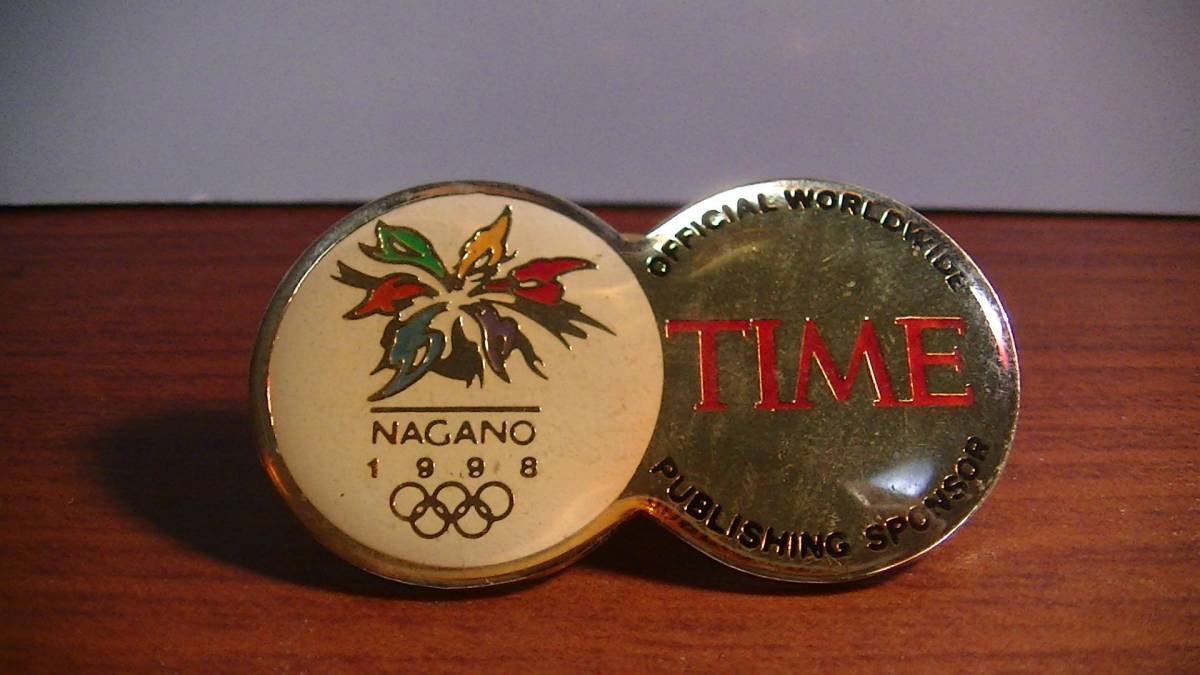 NAGANO
1998
OFFICIAL WORLDWIDE
TIME
PUBLISHING SPONSOR